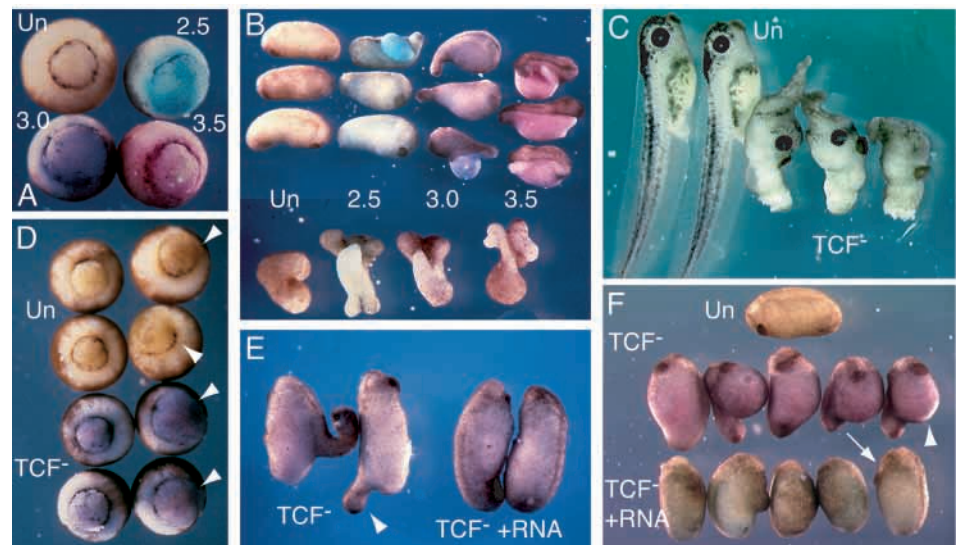 Un
2.5
3.0
3.5
A
B
Un
2.5
3.0
3.5
C
Un
TCF-
D
Un
TCF-
E
TCF-
TCF- +RNA
F
Un
TCF-
TCF-
+RNA